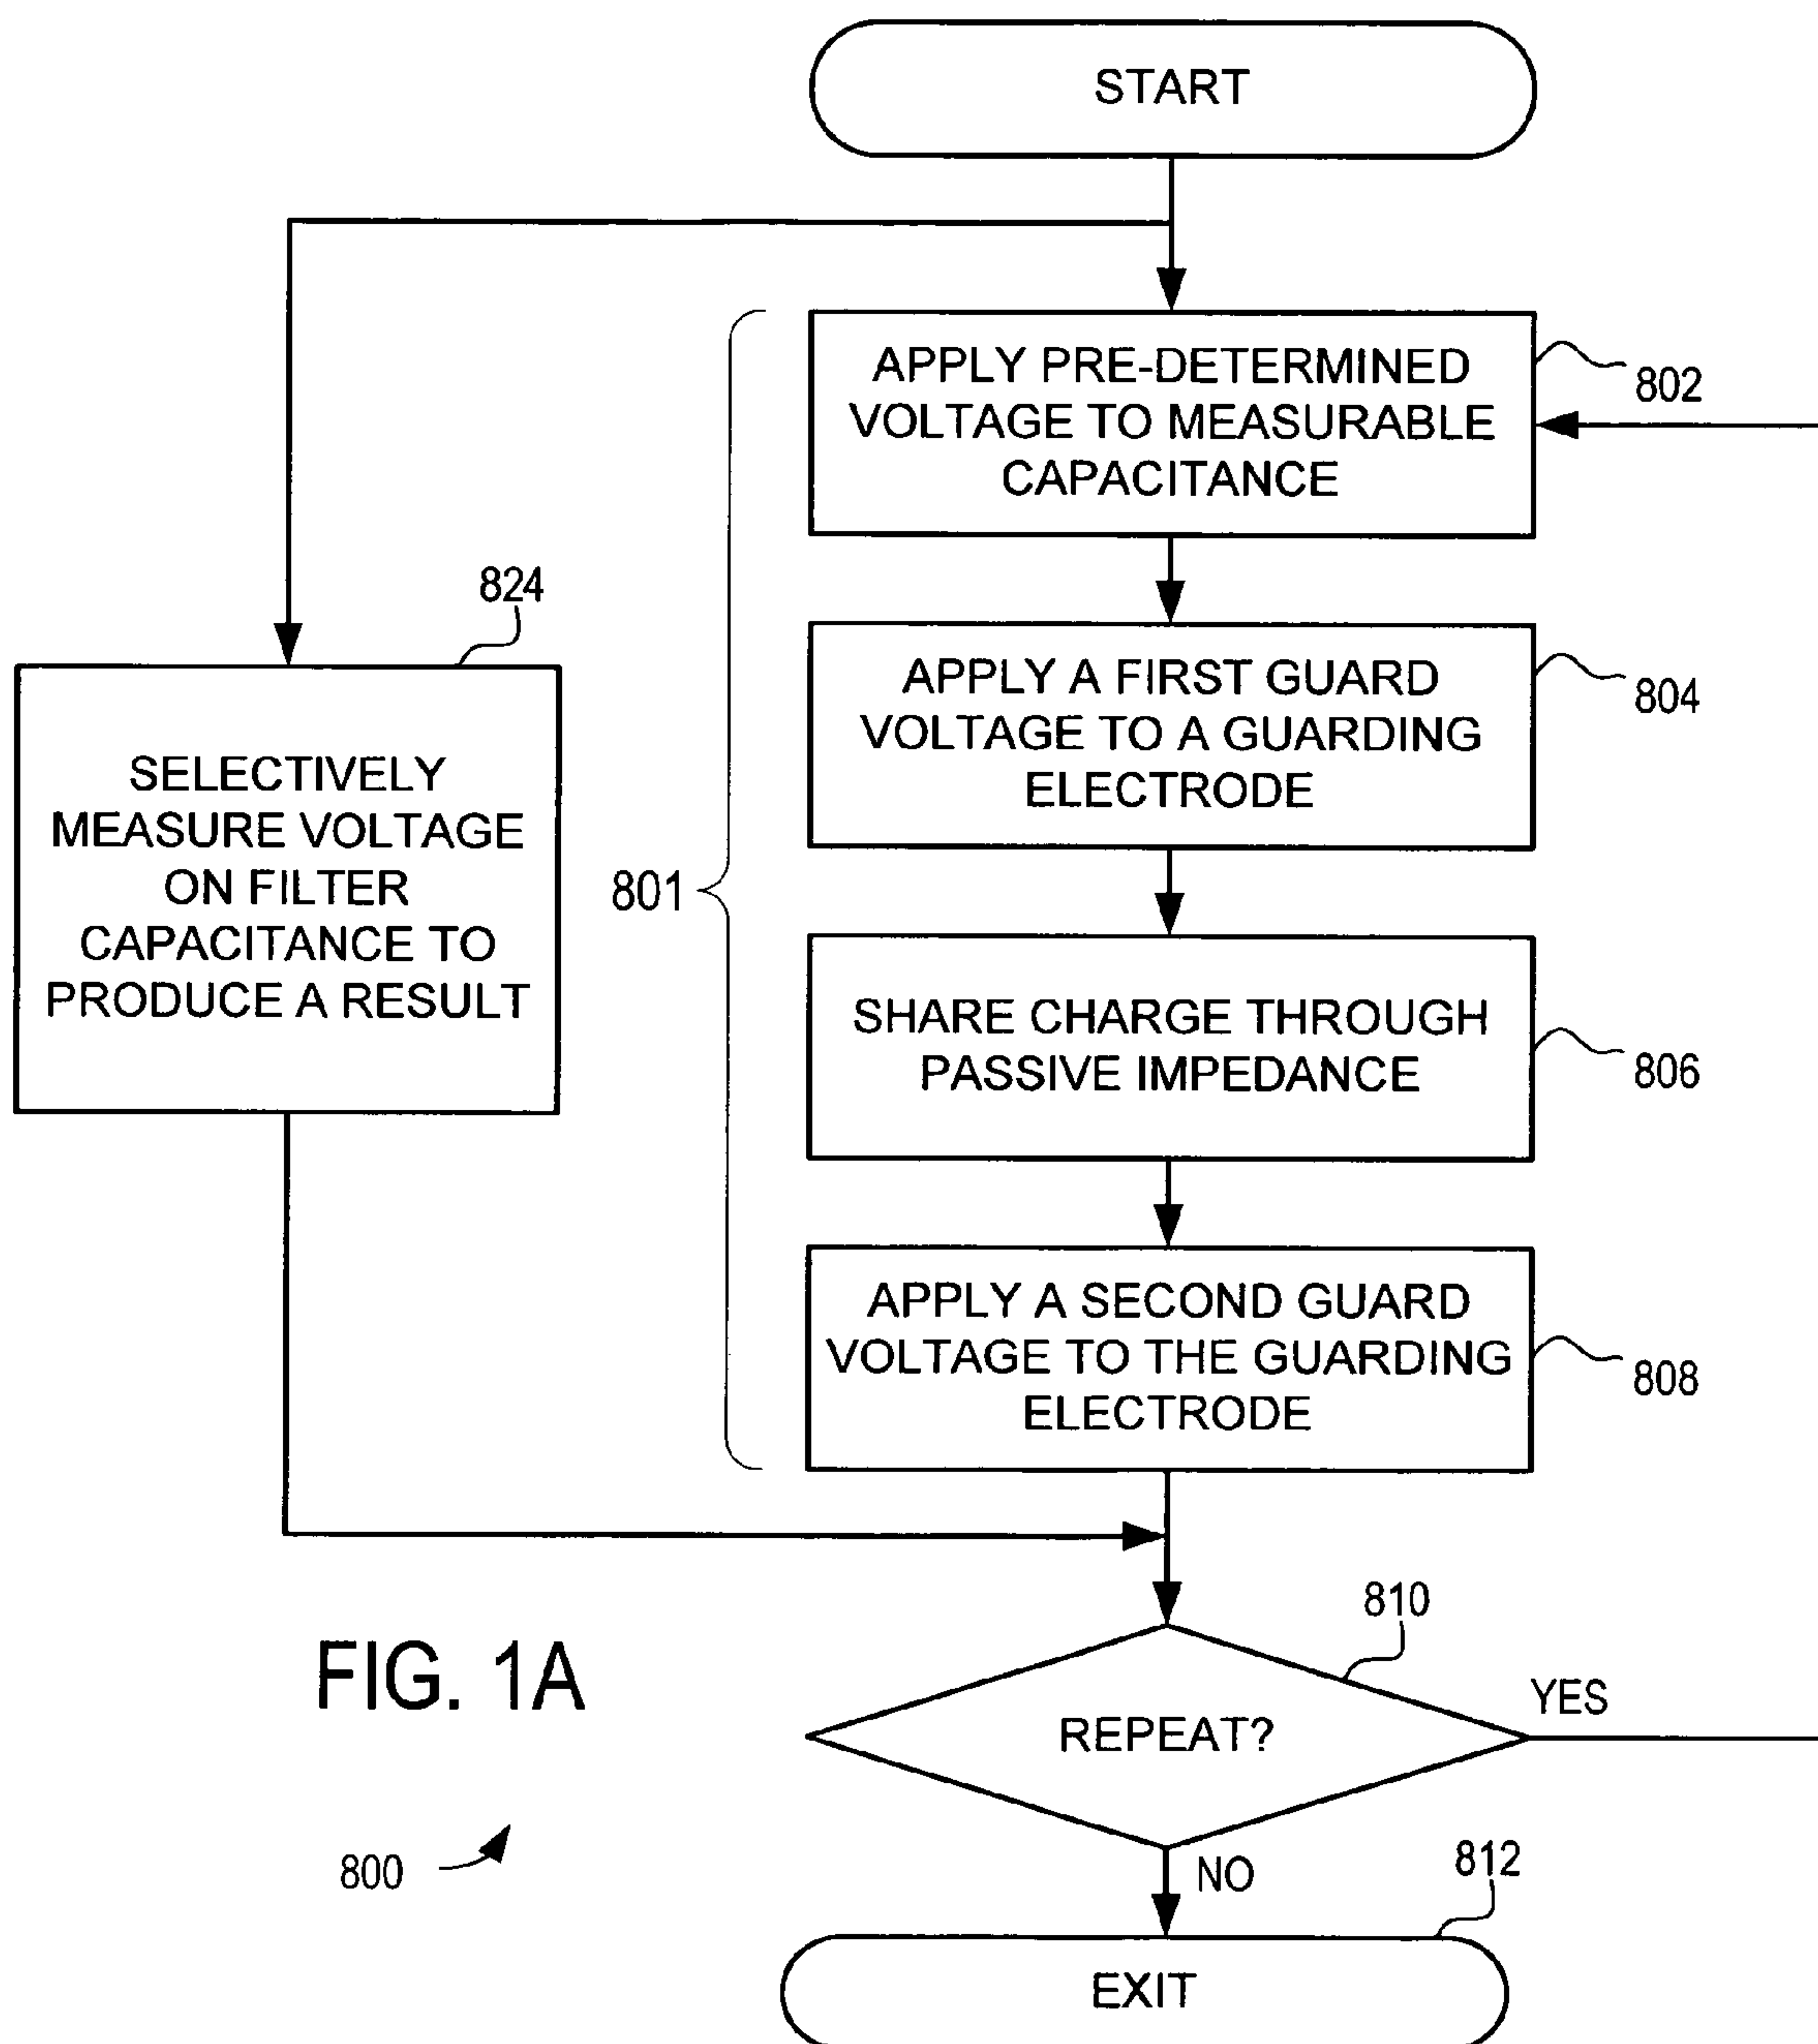 START
APPLY PRE-DETERMINED
VOLTAGE TO MEASURABLE
CAPACITANCE
802
824
SELECTIVELY
MEASURE VOLTAGE
ON FILTER
CAPACITANCE TO
PRODUCE A RESULT
801
APPLY A FIRST GUARD
VOLTAGE TO A GUARDING
ELECTRODE
804
SHARE CHARGE THROUGH
PASSIVE IMPEDANCE
806
APPLY A SECOND GUARD
VOLTAGE TO THE GUARDING
ELECTRODE
808
FIG. 1A
810
REPEAT?
YES
800
NO
812
EXIT